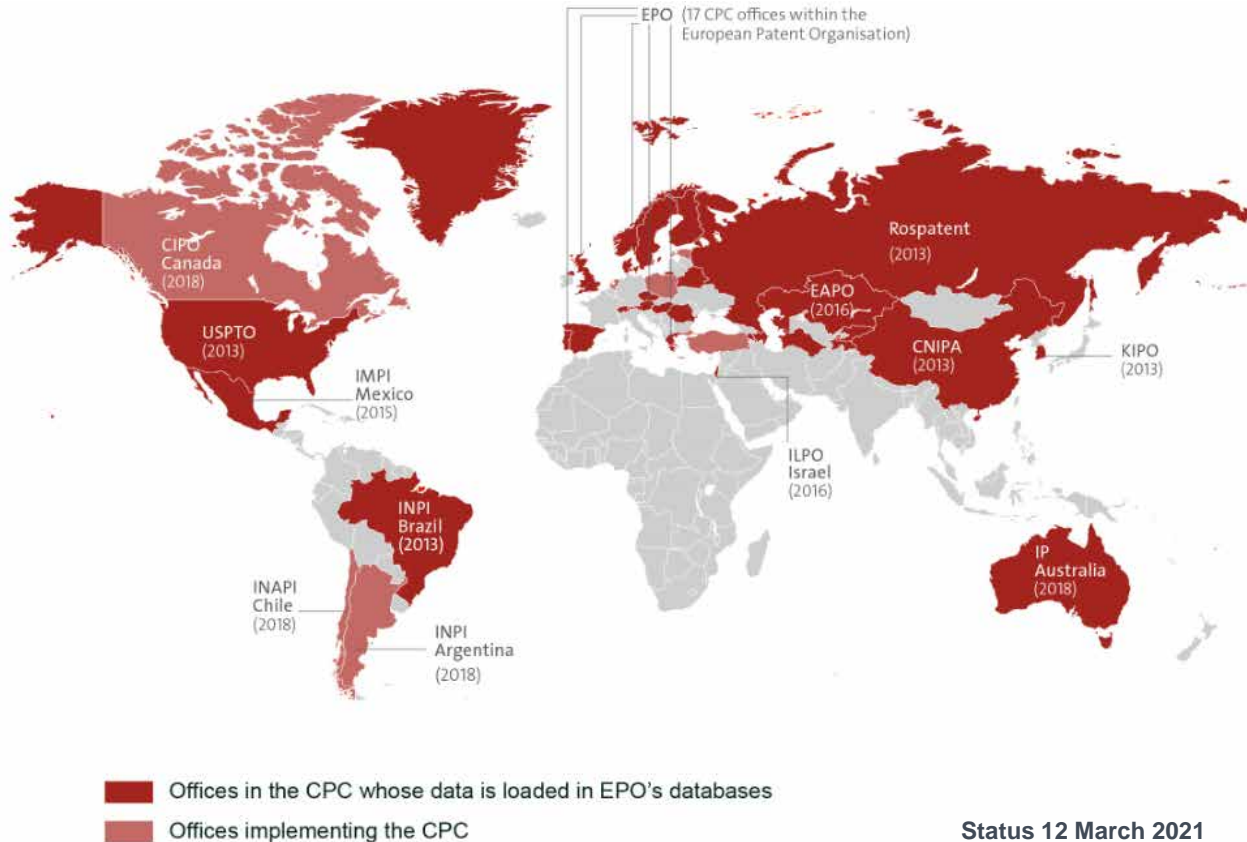 EPO (17 CPC offices within the
European Patent Organisation)
CIPO
Canada
(2018)
Rospatent
(2013)
EAPO
(2016)
USPTO
(2013)
CNIPA
(2013)
KIPO
(2013)
IMPI
Mexico
(2015)
ILPO
Israel
(2016)
INPI
Brazil
(2013)
IP
Australia
(2018)
INAPI
Chile
(2018)
INPI
Argentina
(2018)
Offices in the CPC whose data is loaded in EPO's databases
Offices implementing the CPC
Status 12 March 2021